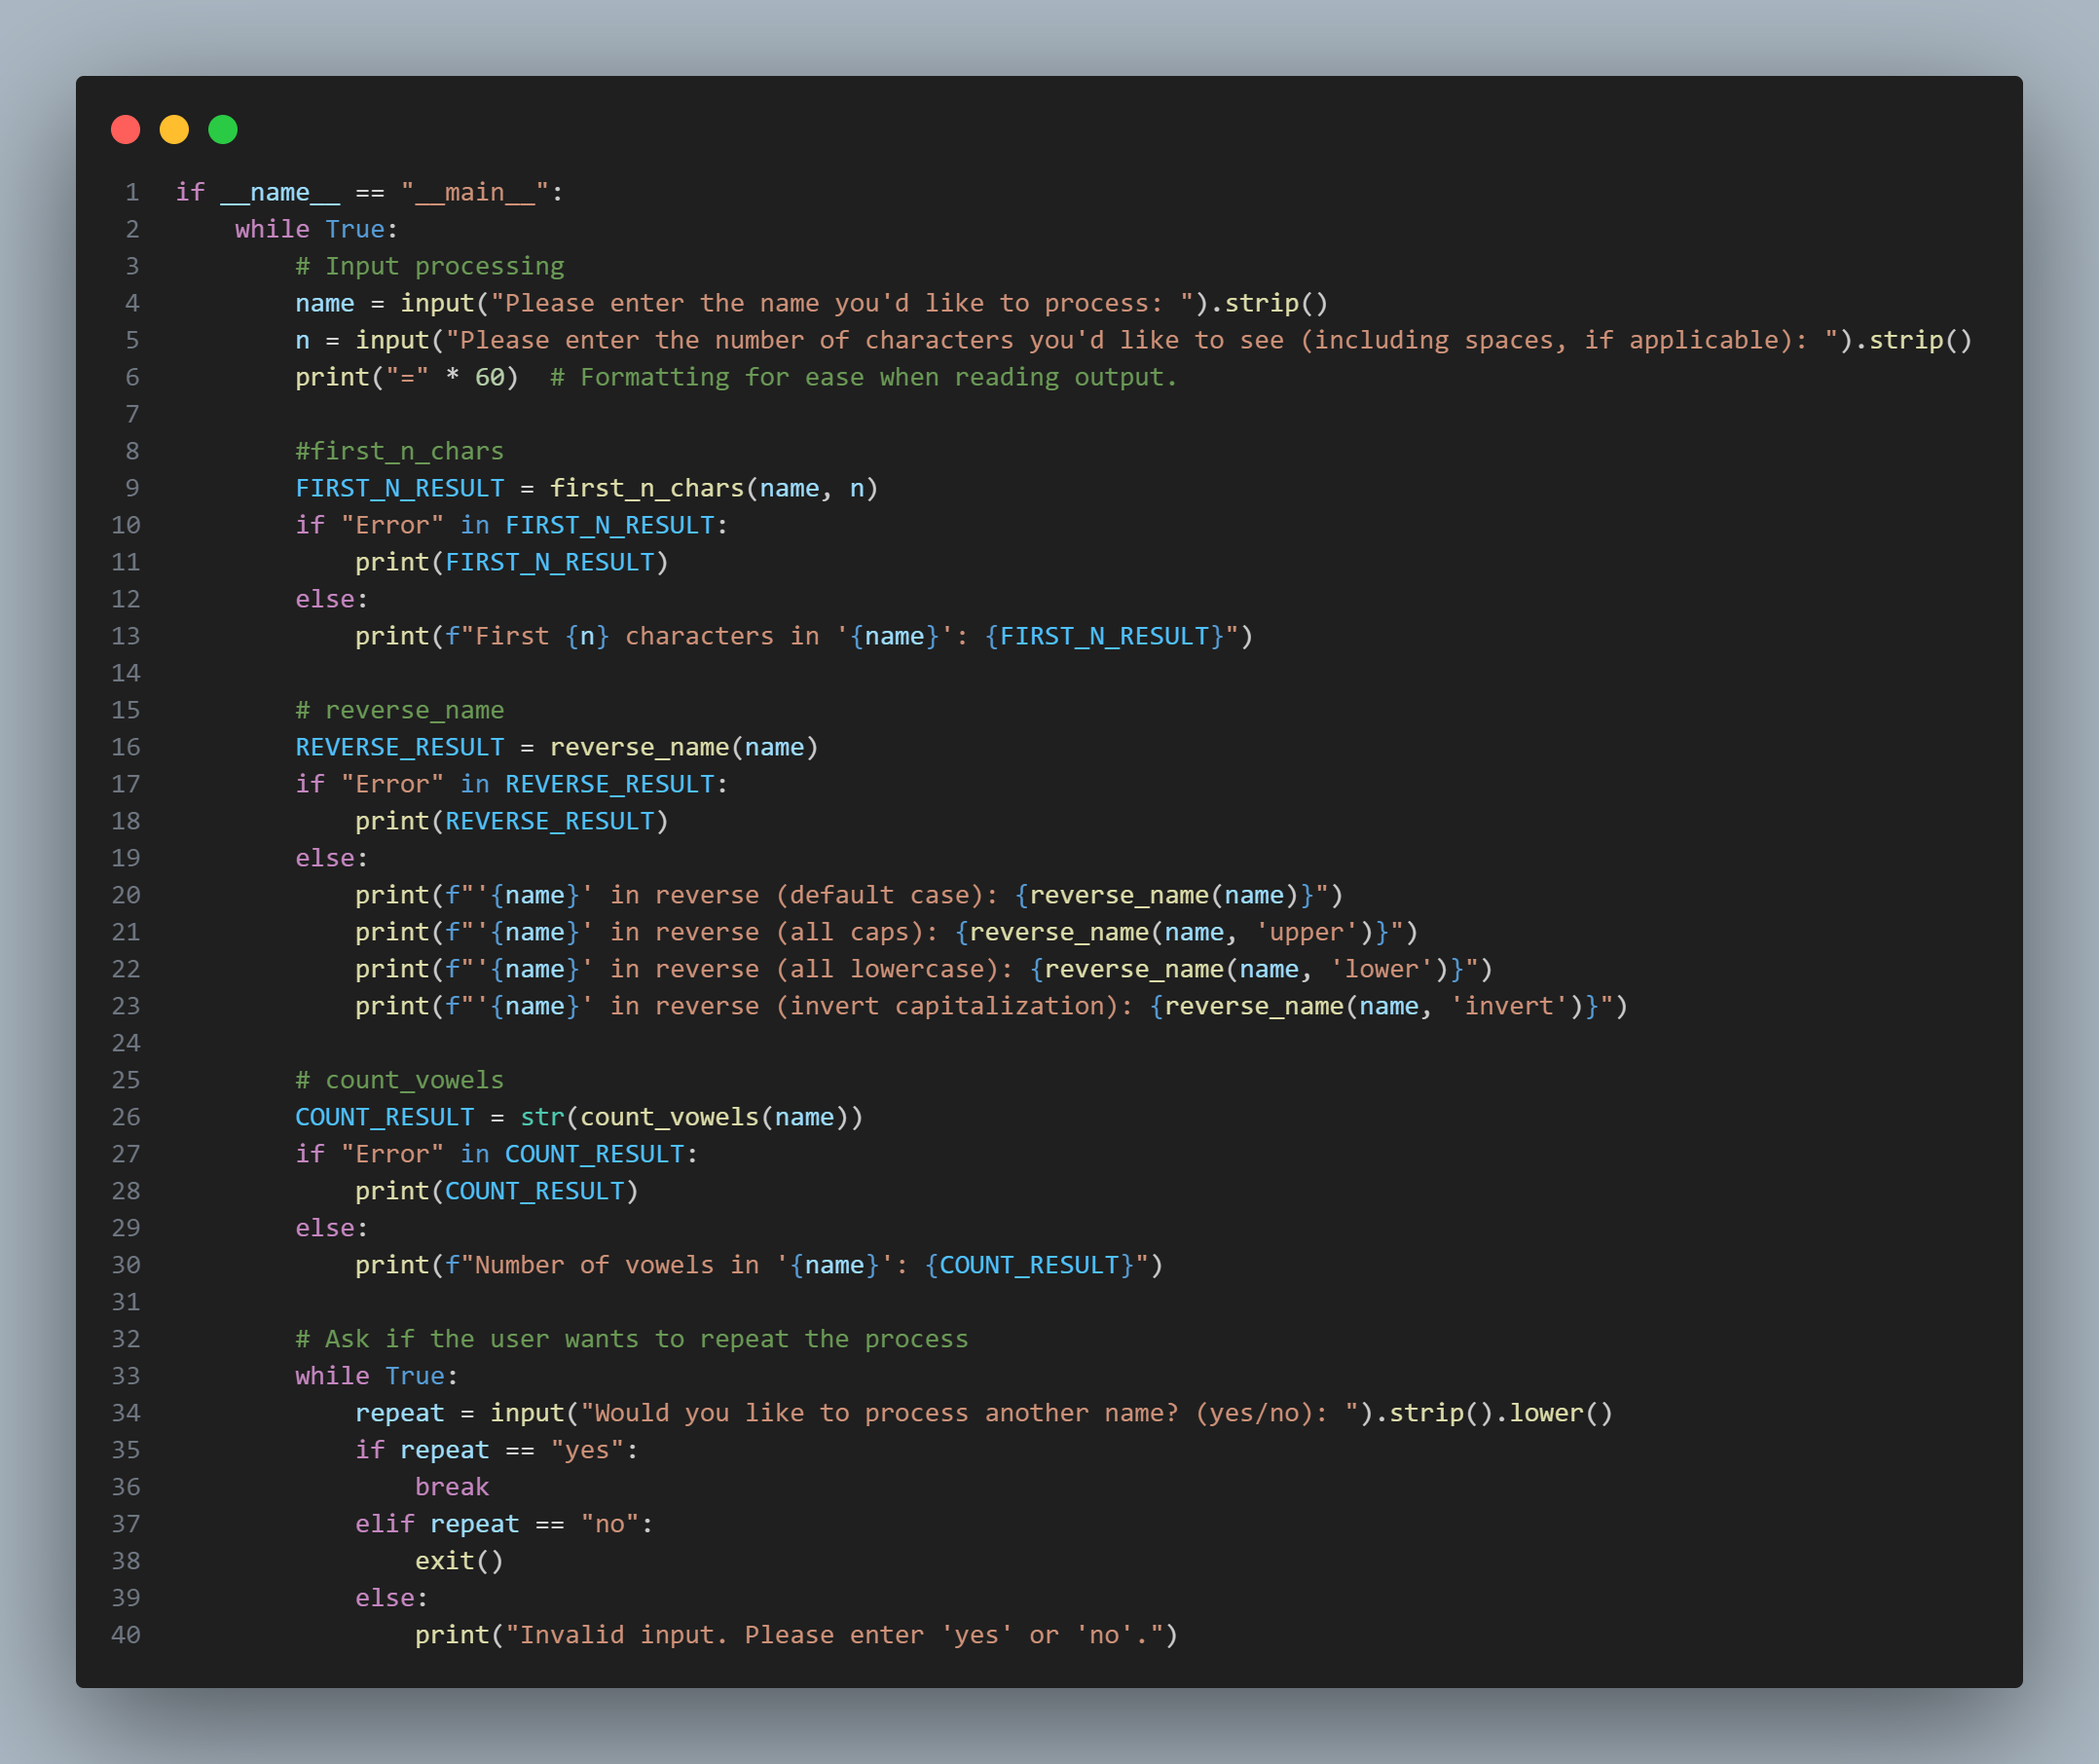 1 if __name__ == "__main__":
2     while True:
3         # Input processing
4         name = input("Please enter the name you'd like to process: ").strip()
5         n = input("Please enter the number of characters you'd like to see (including spaces, if applicable): ").strip()
6         print("=" * 60)  # Formatting for ease when reading output.
7
8         #first_n_chars
9         FIRST_N_RESULT = first_n_chars(name, n)
10         if "Error" in FIRST_N_RESULT:
11             print(FIRST_N_RESULT)
12         else:
13             print(f"First {n} characters in '{name}': {FIRST_N_RESULT}")
14
15         # reverse_name
16         REVERSE_RESULT = reverse_name(name)
17         if "Error" in REVERSE_RESULT:
18             print(REVERSE_RESULT)
19         else:
20             print(f"'{name}' in reverse (default case): {reverse_name(name)}")
21             print(f"'{name}' in reverse (all caps): {reverse_name(name, 'upper')}")
22             print(f"'{name}' in reverse (all lowercase): {reverse_name(name, 'lower')}")
23             print(f"'{name}' in reverse (invert capitalization): {reverse_name(name, 'invert')}")
24
25         # count_vowels
26         COUNT_RESULT = str(count_vowels(name))
27         if "Error" in COUNT_RESULT:
28             print(COUNT_RESULT)
29         else:
30             print(f"Number of vowels in '{name}': {COUNT_RESULT}")
31
32         # Ask if the user wants to repeat the process
33         while True:
34             repeat = input("Would you like to process another name? (yes/no): ").strip().lower()
35             if repeat == "yes":
36                 break
37             elif repeat == "no":
38                 exit()
39             else:
40                 print("Invalid input. Please enter 'yes' or 'no'.")